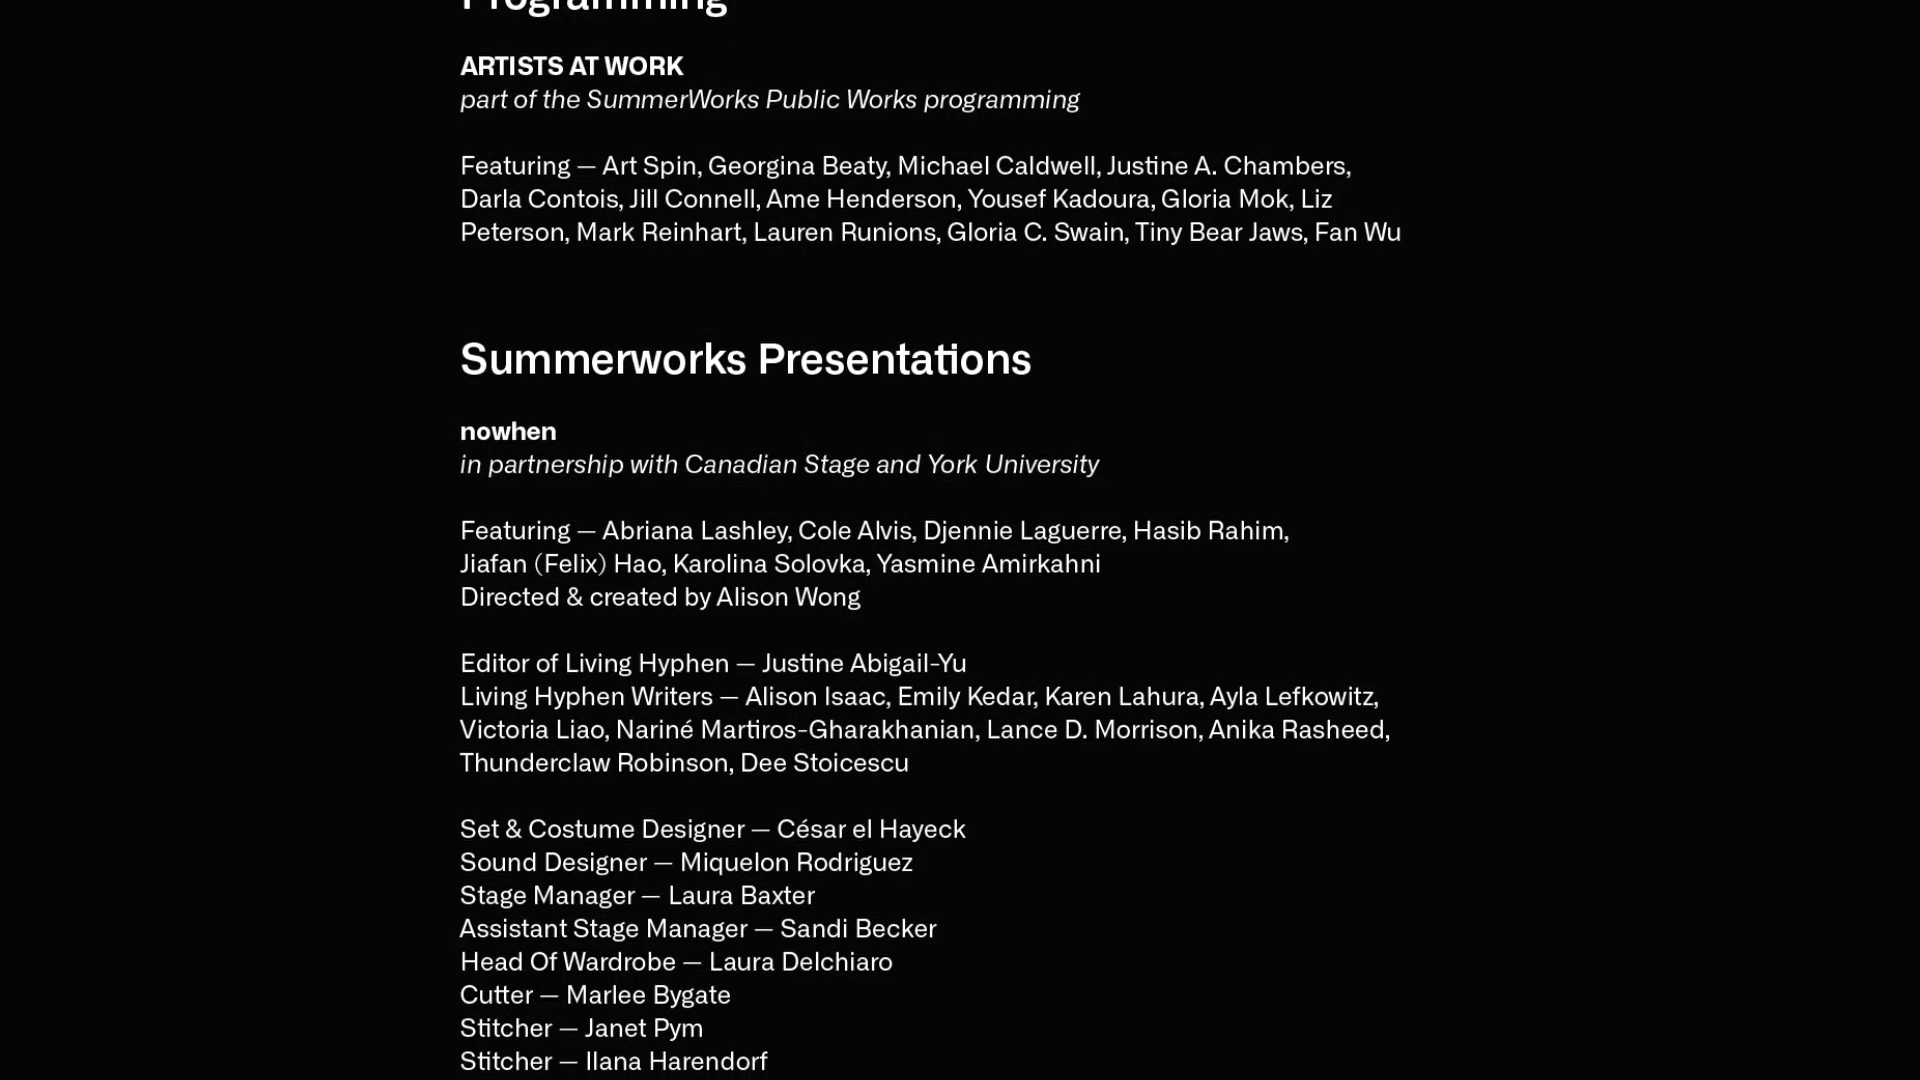 Programming
ARTISTS AT WORK
part of the SummerWorks Public Works programming
Featuring — Art Spin, Georgina Beaty, Michael Caldwell, Justine A. Chambers,
Darla Contois, Jill Connell, Ame Henderson, Yousef Kadoura, Gloria Mok, Liz
Peterson, Mark Reinhart, Lauren Runions, Gloria C. Swain, Tiny Bear Jaws, Fan Wu
Summerworks Presentations
nowhen
in partnership with Canadian Stage and York University
Featuring — Abriana Lashley, Cole Alvis, Djennie Laguerre, Hasib Rahim,
Jiafan (Felix) Hao, Karolina Solovka, Yasmine Amirkahni
Directed & created by Alison Wong
Editor of Living Hyphen — Justine Abigail-Yu
Living Hyphen Writers — Alison Isaac, Emily Kedar, Karen Lahura, Ayla Lefkowitz,
Victoria Liao, Nariné Martiros-Gharakhanian, Lance D. Morrison, Anika Rasheed,
Thunderclaw Robinson, Dee Stoicescu
Set & Costume Designer — César el Hayeck
Sound Designer — Miquelon Rodriguez
Stage Manager — Laura Baxter
Assistant Stage Manager — Sandi Becker
Head Of Wardrobe — Laura Delchiaro
Cutter — Marlee Bygate
Stitcher — Janet Pym
Stitcher — Ilana Harendorf